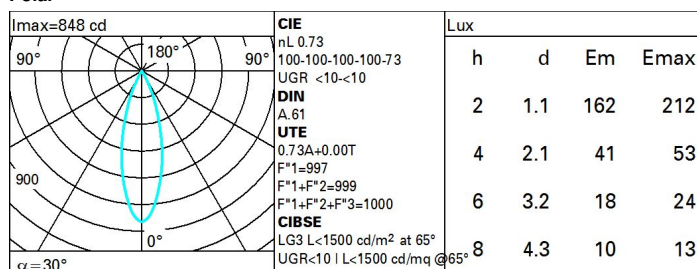 Imax=848 cd
90°
180°
90°
900
0°
α=30°
CIE
nL 0.73
100-100-100-100-73
UGR <10-<10
DIN
A.61
UTE
0.73A+0.00T
F"1=997
F"1+F"2=999
F"1+F"2+F"3=1000
CIBSE
LG3 L<1500 cd/m² at 65°
UGR<10 | L<1500 cd/mq @65°
Lux
h d Em Emax
2 1.1 162 212
4 2.1 41 53
6 3.2 18 24
8 4.3 10 13